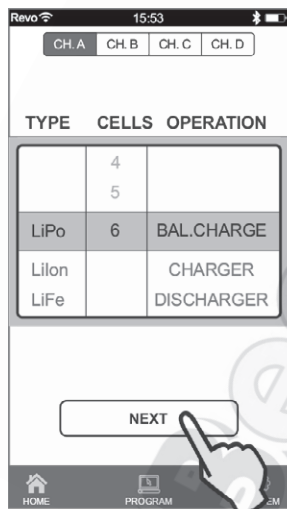 Revo 15:53
CH. A CH. B CH. C CH. D
TYPE CELLS OPERATION
4
5
LiPo 6 BAL.CHARGE
LiIon CHARGER
LiFe DISCHARGER
NEXT
HOME PROGRAM EM